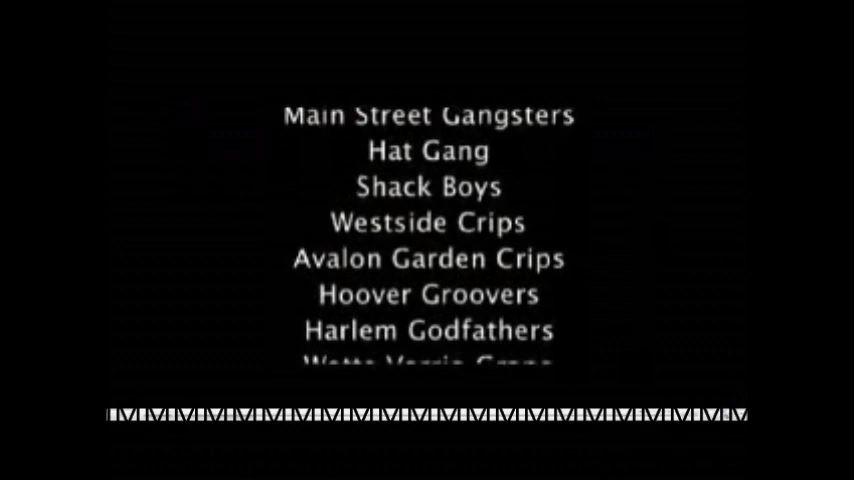 Main Street Gangsters
Hat Gang
Shack Boys
Westside Crips
Avalon Garden Crips
Hoover Groovers
Harlem Godfathers